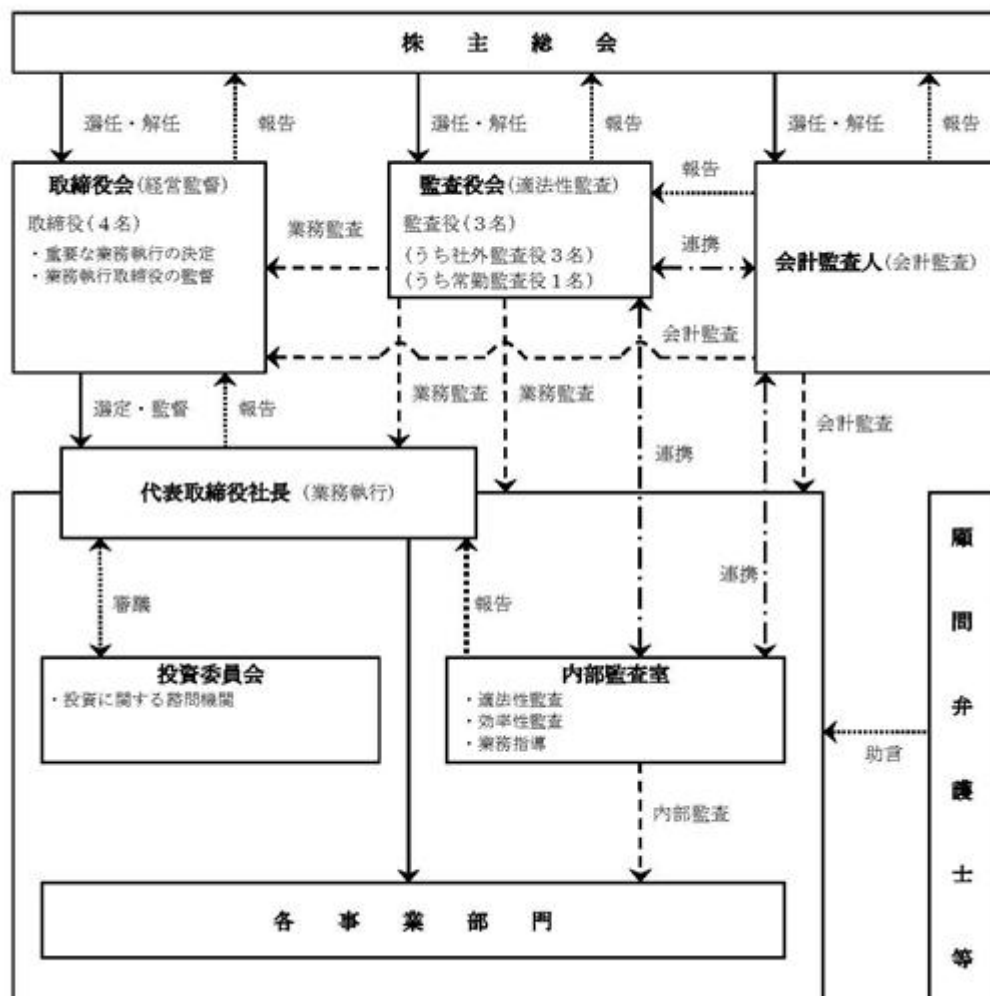 株主総会
選任・解任
報告
選任・解任
報告
選任・解任
報告
取締役会(経営監督)
取締役(4名)
・重要な業務執行の決定
・業務執行取締役の監督
業務監査
監査役会(適法性監査)
監査役(3名)
(うち社外監査役3名)
(うち常勤監査役1名)
報告
連携
会計監査人(会計監査)
会計監査
選定・監督
報告
業務監査
業務監査
会計監査
連携
代表取締役社長(業務執行)
審議
報告
連携
投資委員会
・投資に関する諮問機関
内部監査室
・適法性監査
・効率性監査
・業務指導
助言
内部監査
各事業部門
顧問弁護士等